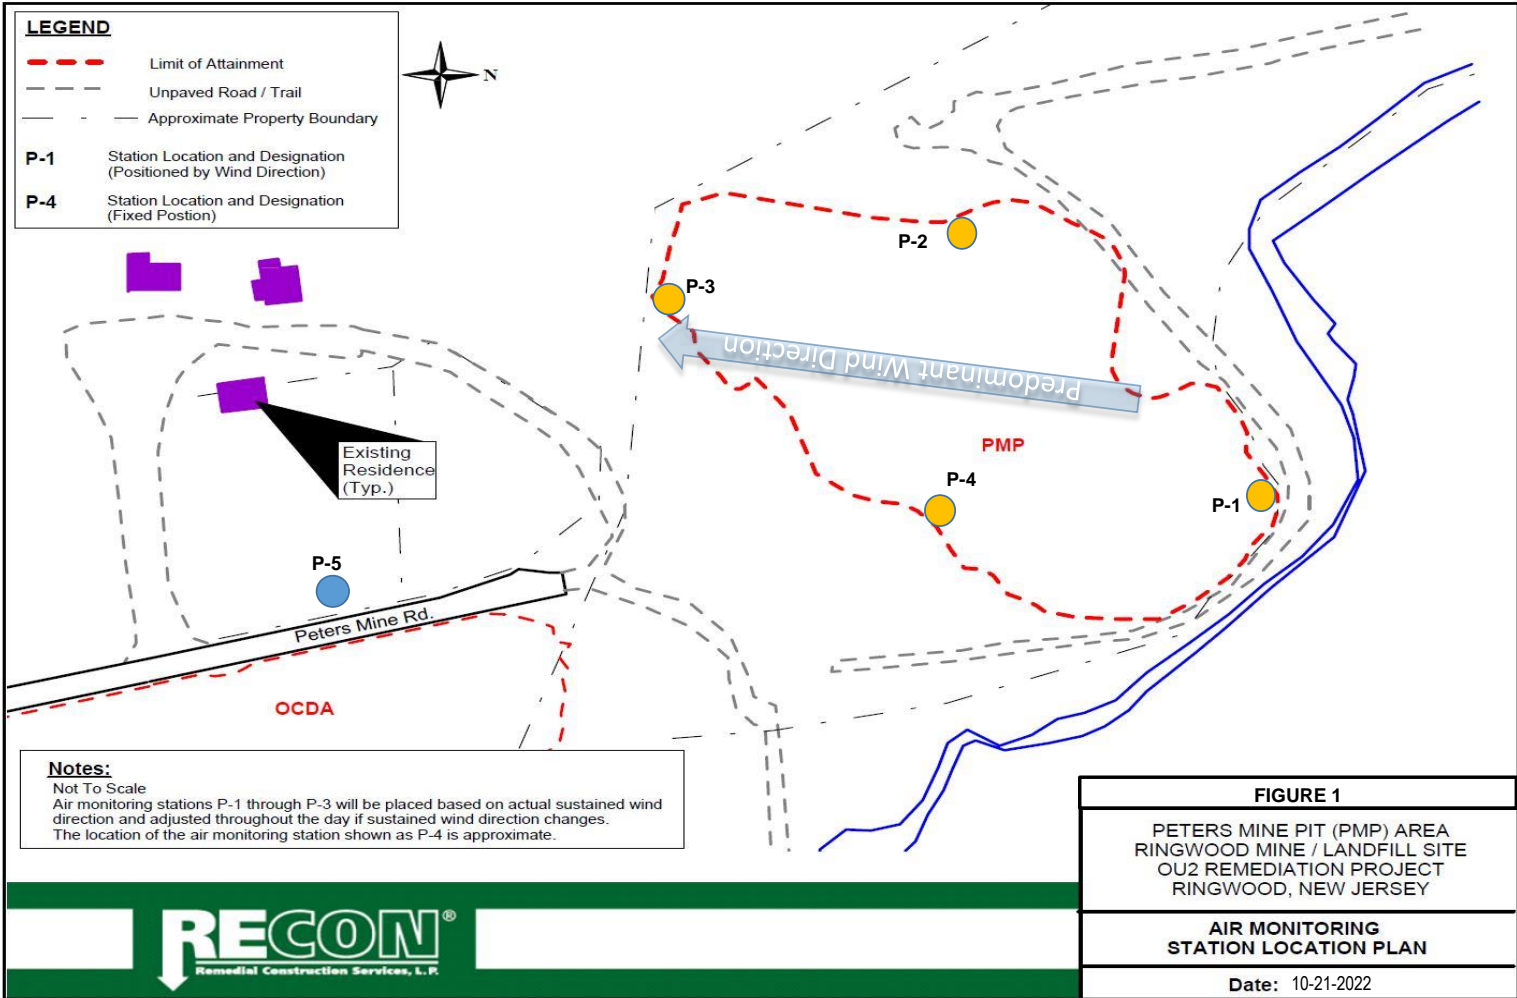 LEGEND
Limit of Attainment
Unpaved Road / Trail
Approximate Property Boundary
P-1 Station Location and Designation
(Positioned by Wind Direction)
P-4 Station Location and Designation
(Fixed Postion)
N
P-2
P-3
Predominant Wind Direction
PMP
P-4
P-1
Existing
Residence
(Typ.)
P-5
Peters Mine Rd.
OCDA
Notes:
Not To Scale
Air monitoring stations P-1 through P-3 will be placed based on actual sustained wind
direction and adjusted throughout the day if sustained wind direction changes.
The location of the air monitoring station shown as P-4 is approximate.
FIGURE 1
PETERS MINE PIT (PMP) AREA
RINGWOOD MINE / LANDFILL SITE
OU2 REMEDIATION PROJECT
RINGWOOD, NEW JERSEY
AIR MONITORING
STATION LOCATION PLAN
Date: 10-21-2022
RECON®
Remedial Construction Services, L.P.